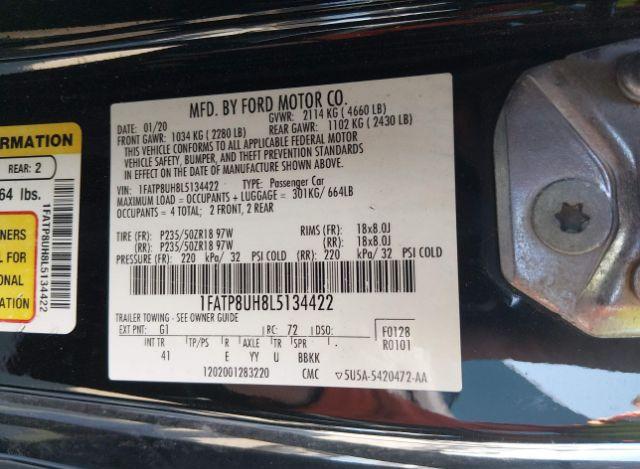 MFD. BY FORD MOTOR CO.
DATE: 01/20 GVWR: 2114 KG ( 4660 LB)
FRONT GAWR: 1034 KG ( 2280 LB) REAR GAWR: 1102 KG ( 2430 LB)
THIS VEHICLE CONFORMS TO ALL APPLICABLE FEDERAL MOTOR
VEHICLE SAFETY, BUMPER, AND THEFT PREVENTION STANDARDS
IN EFFECT ON THE DATE OF MANUFACTURE SHOWN ABOVE.
VIN: 1FATP8UH8L5134422 TYPE: Passenger Car
MAXIMUM LOAD = OCCUPANTS + LUGGAGE = 301KG/ 664LB
OCCUPANTS = 4 TOTAL; 2 FRONT, 2 REAR
TIRE (FR): P235/50ZR18 97W RIMS (FR): 18x8.0J
(RR): P235/50ZR18 97W (RR): 18x8.0J
PRESSURE (FR): 220 kPa/ 32 PSI COLD (RR): 220 kPa/ 32 PSI COLD
1FATP8UH8L5134422
TRAILER TOWING - SEE OWNER GUIDE
EXT PNT: G1 RC: 72 DSO: F0128
R0101
INT TR TP/PS R AXLE TR SPR
41 E YY U BBKK
1202001283220 CMC ▽5U5A-5420472-AA
ORMATION
REAR: 2
64 lbs.
NERS
FOR
ONAL
ATION
1FATP8UH8L5134422